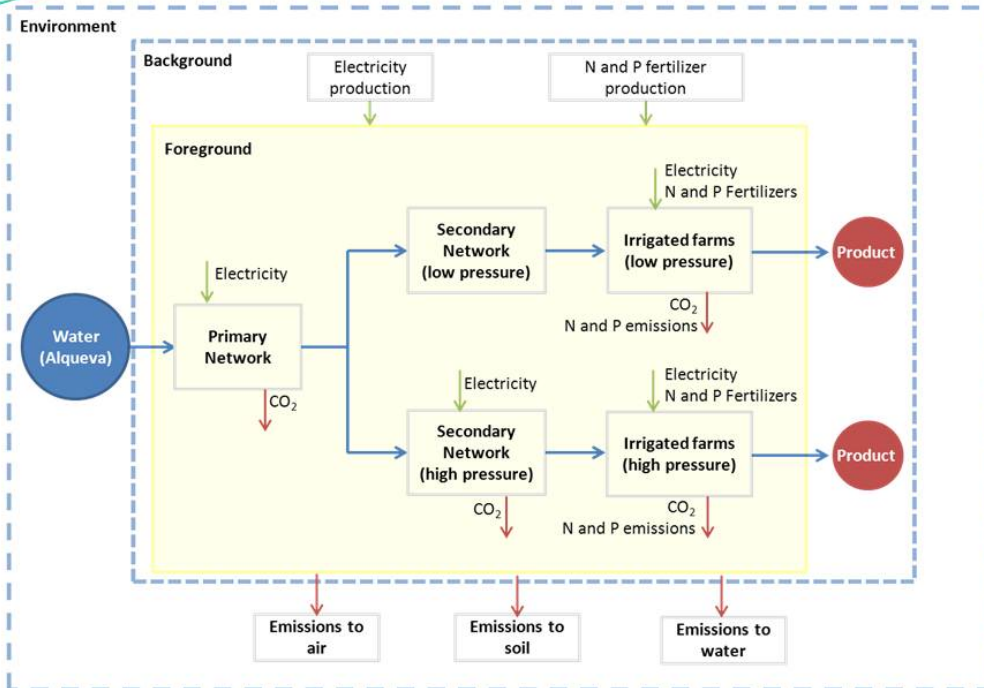 Environment
Background
Electricity
production
N and P fertilizer
production
Foreground
Electricity
N and P Fertilizers
Secondary
Network
(low pressure)
Irrigated farms
(low pressure)
Product
Electricity
CO₂
N and P emissions
Water
(Alqueva)
Primary
Network
CO₂
Electricity
Electricity
N and P Fertilizers
Secondary
Network
(high pressure)
Irrigated farms
(high pressure)
Product
CO₂
CO₂
N and P emissions
Emissions to
air
Emissions to
soil
Emissions to
water